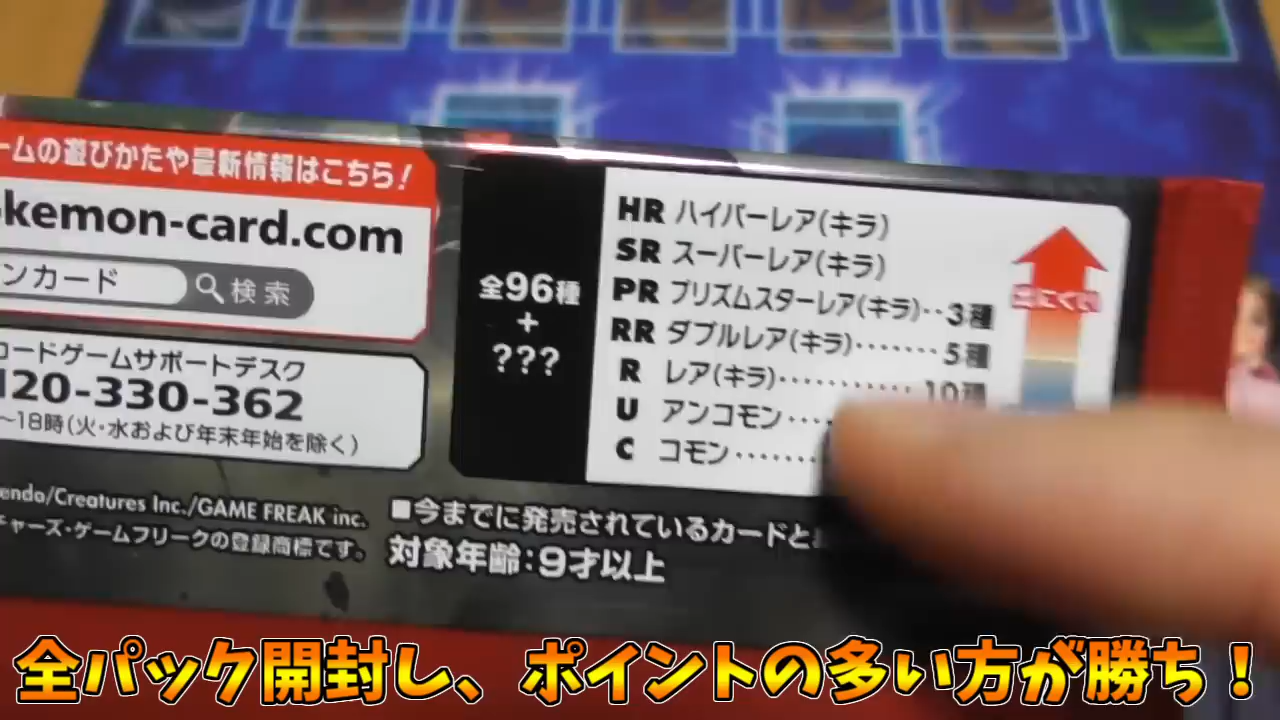 ームの遊びかたや最新情報はこちら!
kemon-card.com
ンカード 検索
コードゲームサポートデスク
120-330-362
～18時(火・水および年末年始を除く)
全96種
+
???
HR ハイパーレア(キラ)
SR スーパーレア(キラ)
PR プリズムスターレア(キラ)‥3種
RR ダブルレア(キラ)‥‥‥‥5種
R レア(キラ)‥‥‥‥‥‥10種
U アンコモン‥‥
C コモン‥‥‥‥
出にくい
endo/Creatures Inc./GAME FREAK inc.
チャーズ・ゲームフリークの登録商標です。
■今までに発売されているカードと
対象年齢:9才以上
全パック開封し、ポイントの多い方が勝ち!